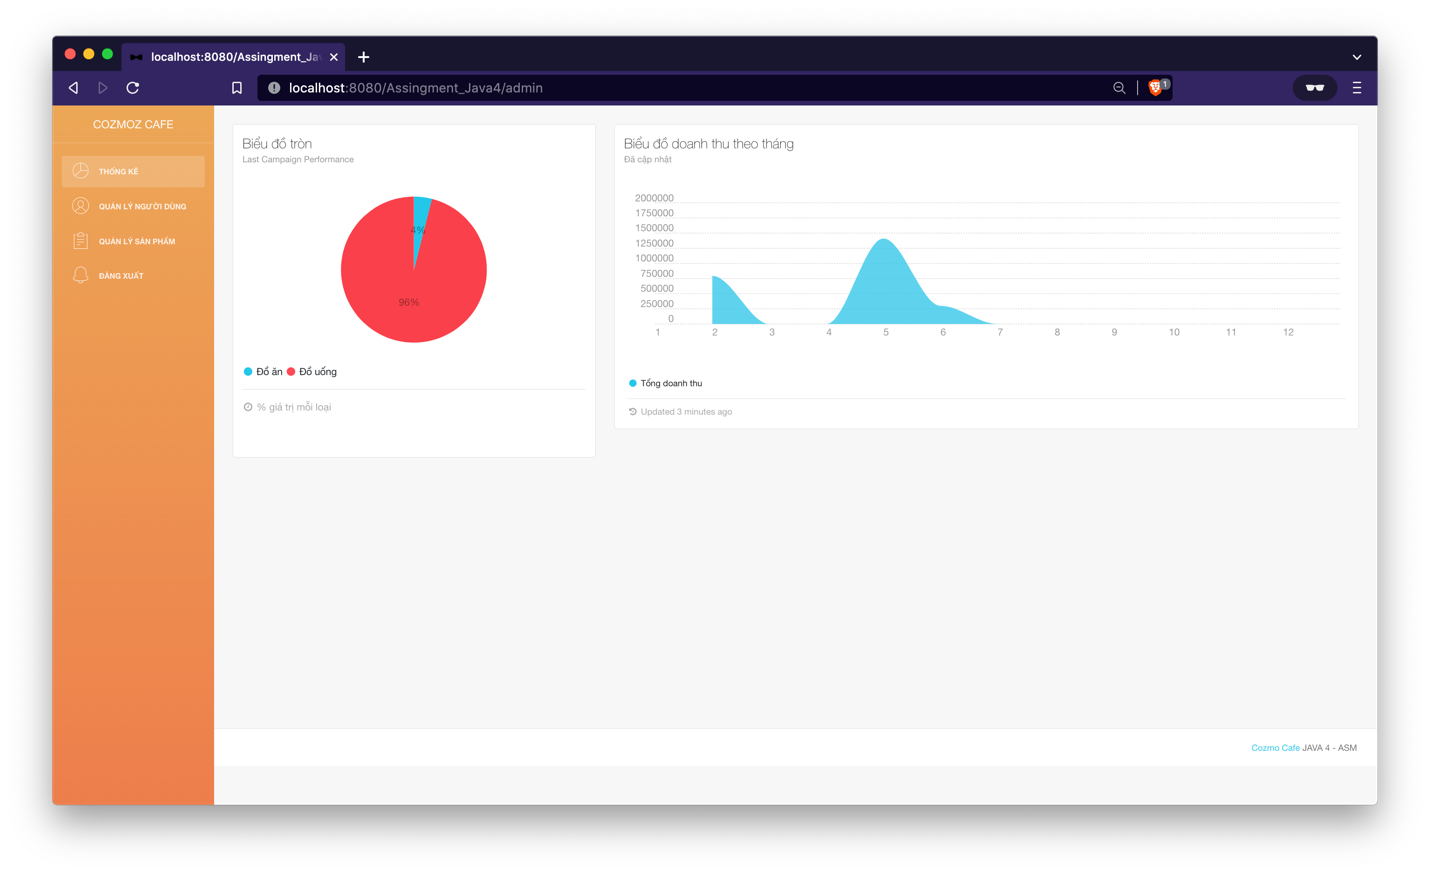 localhost:8080/Assingment_Ja
localhost:8080/Assingment_Java4/admin
1
COZMOZ CAFE
THỐNG KÊ
QUẢN LÝ NGƯỜI DÙNG
QUẢN LÝ SẢN PHẨM
ĐĂNG XUẤT
Biểu đồ tròn
Last Campaign Performance
4%
96%
Đồ ăn Đồ uống
% giá trị mỗi loại
Biểu đồ doanh thu theo tháng
Đã cập nhật
2000000
1750000
1500000
1250000
1000000
750000
500000
250000
0
1 2 3 4 5 6 7 8 9 10 11 12
Tổng doanh thu
Updated 3 minutes ago
Cozmo Cafe JAVA 4 - ASM